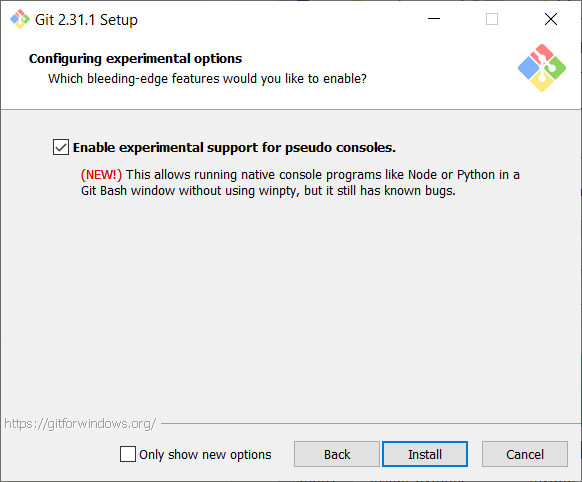 Git 2.31.1 Setup
Configuring experimental options
Which bleeding-edge features would you like to enable?
Enable experimental support for pseudo consoles.
(NEW!) This allows running native console programs like Node or Python in a
Git Bash window without using winpty, but it still has known bugs.
https://gitforwindows.org/
Only show new options
Back
Install
Cancel